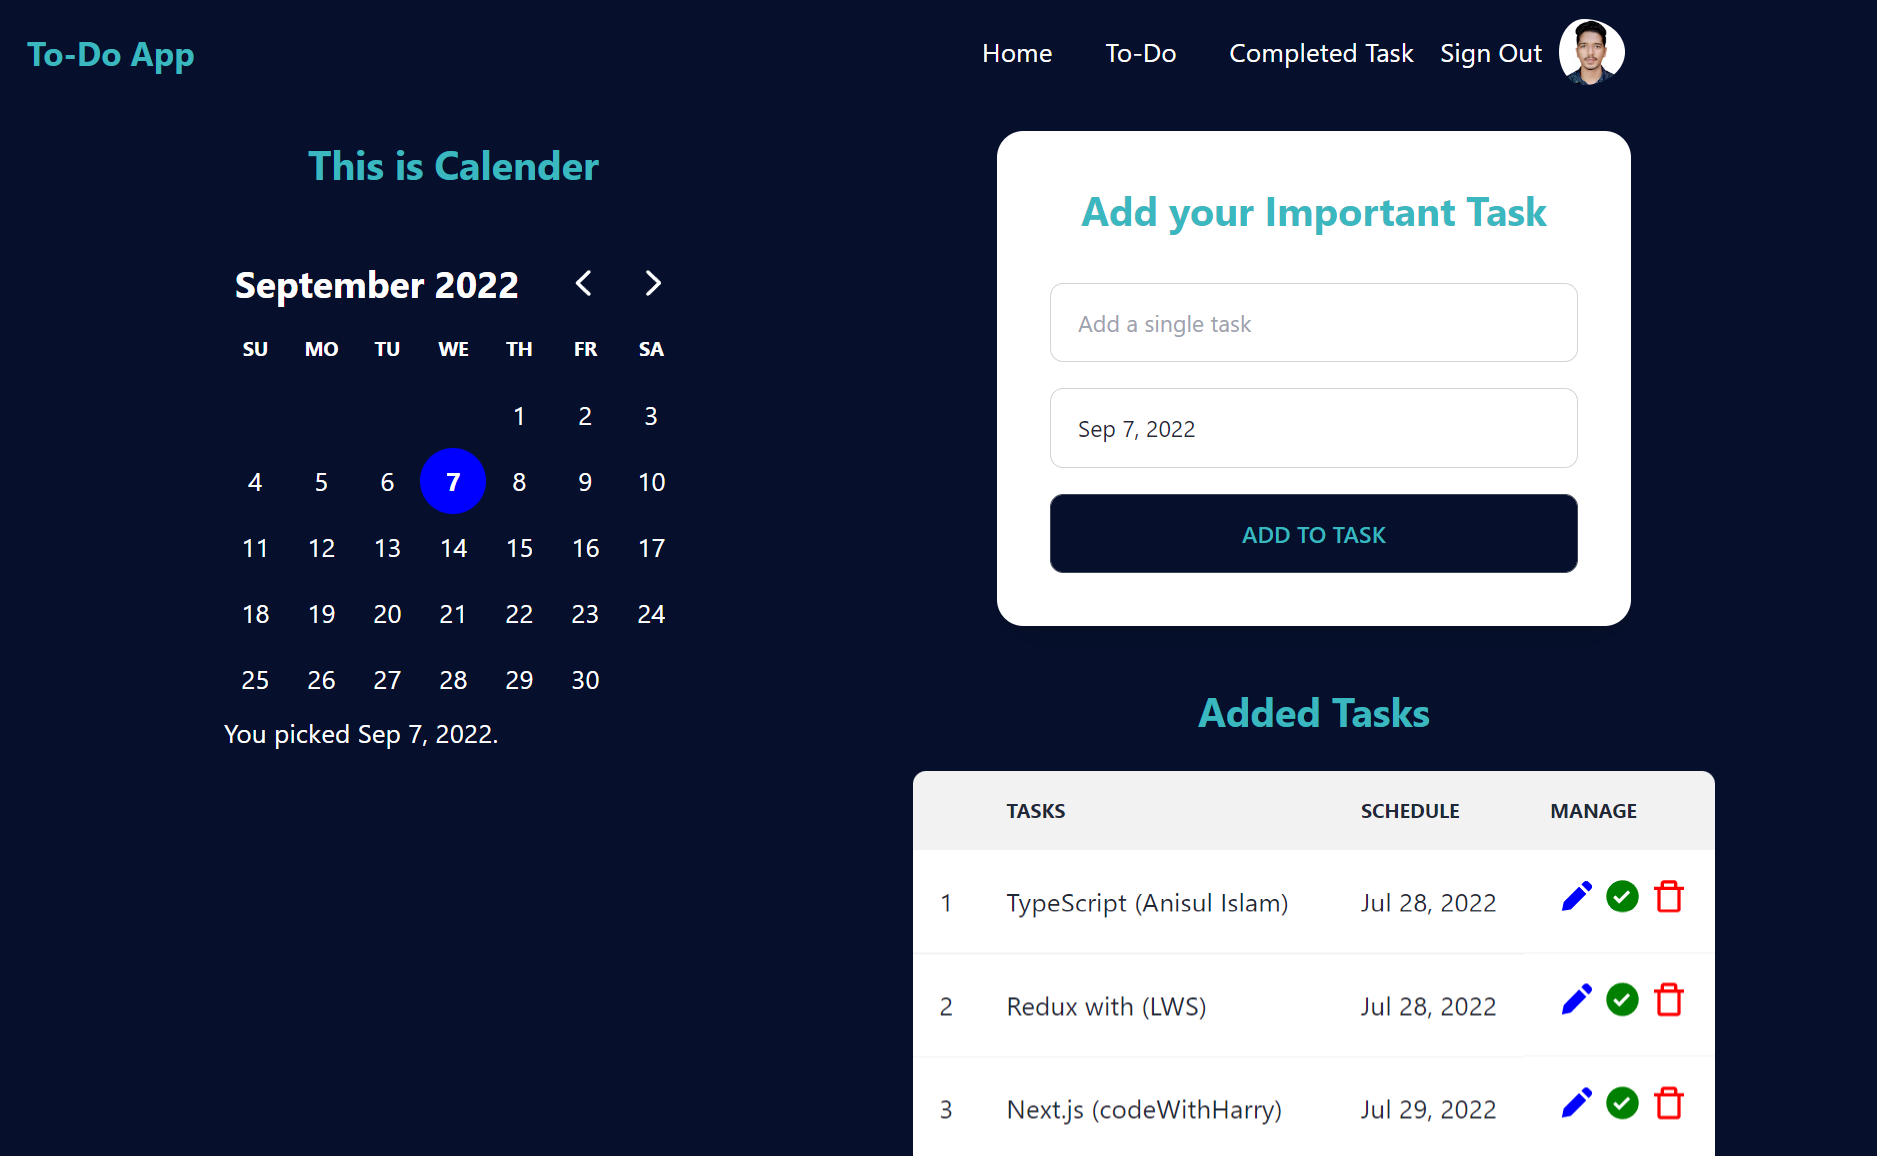 To-Do App
Home To-Do Completed Task Sign Out
This is Calender
September 2022
SU MO TU WE TH FR SA
1 2 3
4 5 6 7 8 9 10
11 12 13 14 15 16 17
18 19 20 21 22 23 24
25 26 27 28 29 30
You picked Sep 7, 2022.
Add your Important Task
Add a single task
Sep 7, 2022
ADD TO TASK
Added Tasks
TASKS SCHEDULE MANAGE
1 TypeScript (Anisul Islam) Jul 28, 2022
2 Redux with (LWS) Jul 28, 2022
3 Next.js (codeWithHarry) Jul 29, 2022